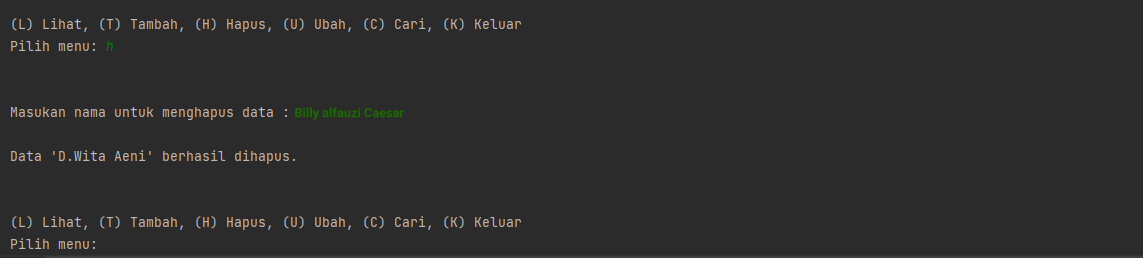 (L) Lihat, (T) Tambah, (H) Hapus, (U) Ubah, (C) Cari, (K) Keluar
Pilih menu: h
Masukan nama untuk menghapus data : Billy alfauzi Caesar
Data 'D.Wita Aeni' berhasil dihapus.
(L) Lihat, (T) Tambah, (H) Hapus, (U) Ubah, (C) Cari, (K) Keluar
Pilih menu: